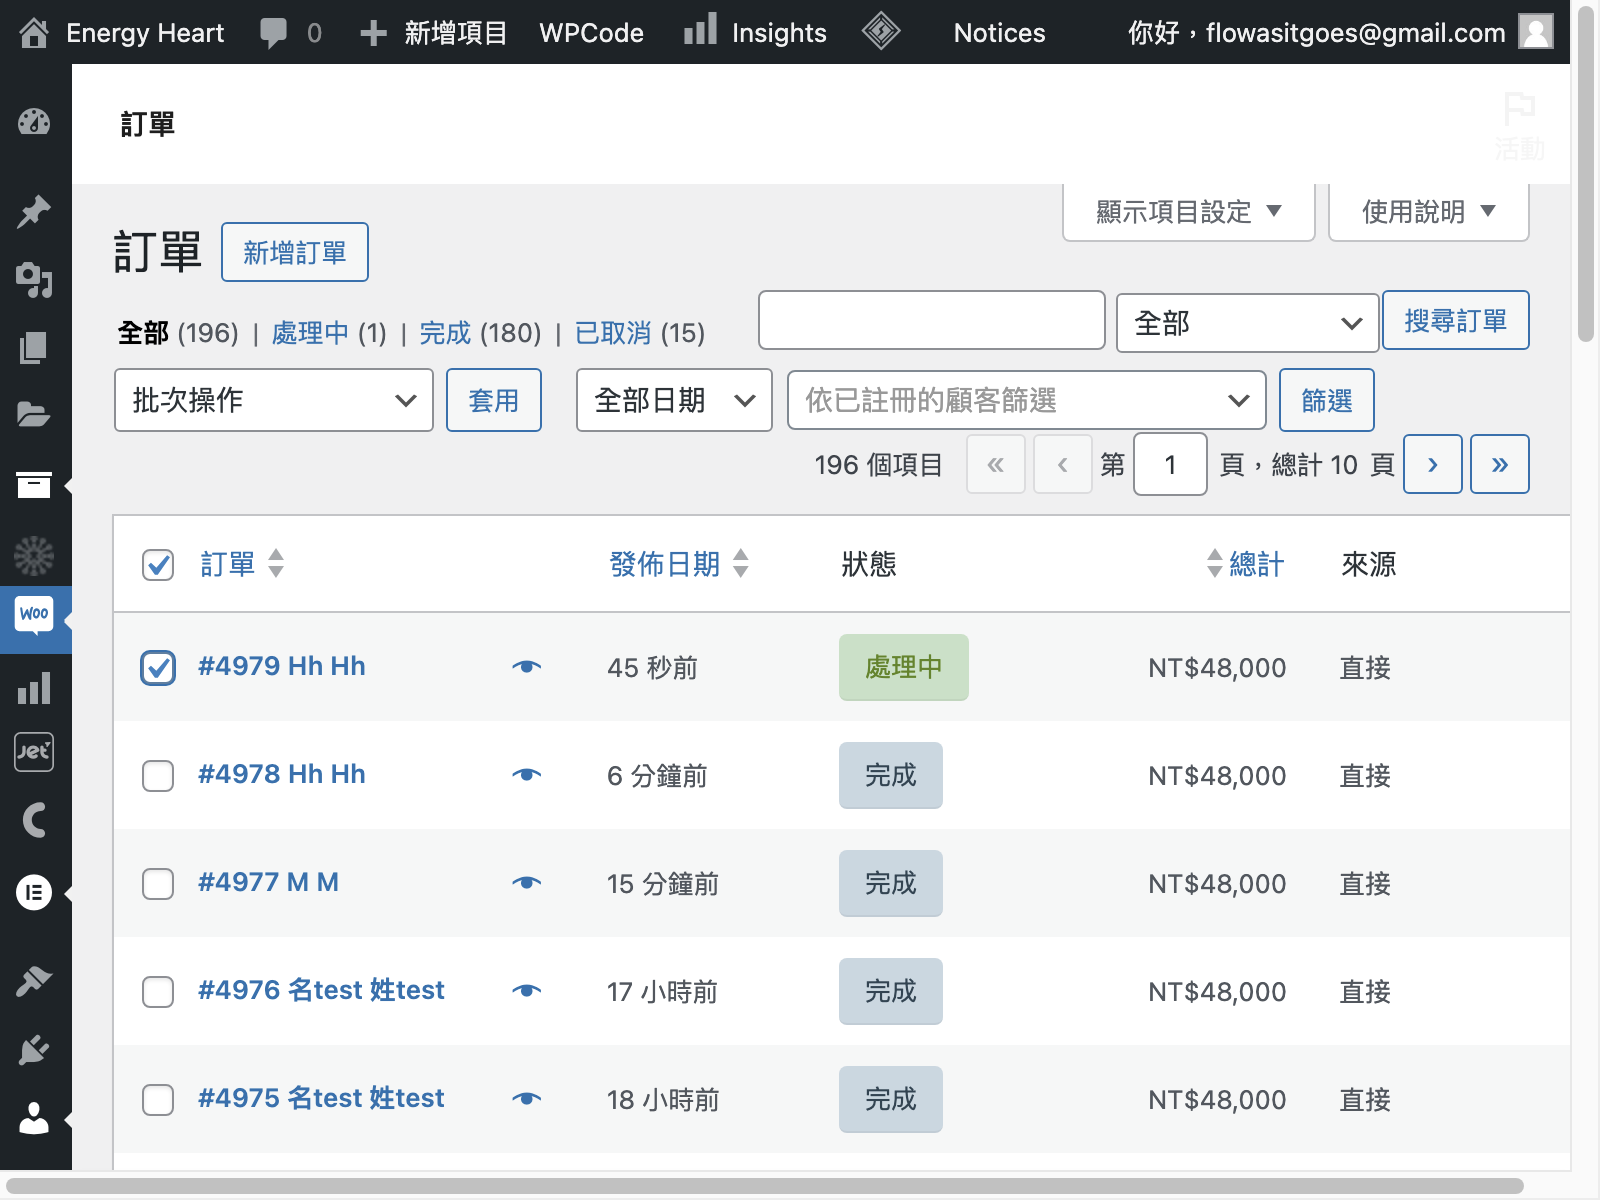 Energy Heart 0 新增項目 WPCode Insights Notices 你好，flowasitgoes@gmail.com
訂單
活動
顯示項目設定 使用說明
訂單 新增訂單
全部 (196) | 處理中 (1) | 完成 (180) | 已取消 (15)
全部 搜尋訂單
批次操作 套用 全部日期 依已註冊的顧客篩選 篩選
196 個項目 « ‹ 第 1 頁，總計 10 頁 › »
訂單 發佈日期 狀態 總計 來源
#4979 Hh Hh 45 秒前 處理中 NT$48,000 直接
Woo
#4978 Hh Hh 6 分鐘前 完成 NT$48,000 直接
Jet
#4977 M M 15 分鐘前 完成 NT$48,000 直接
#4976 名test 姓test 17 小時前 完成 NT$48,000 直接
#4975 名test 姓test 18 小時前 完成 NT$48,000 直接